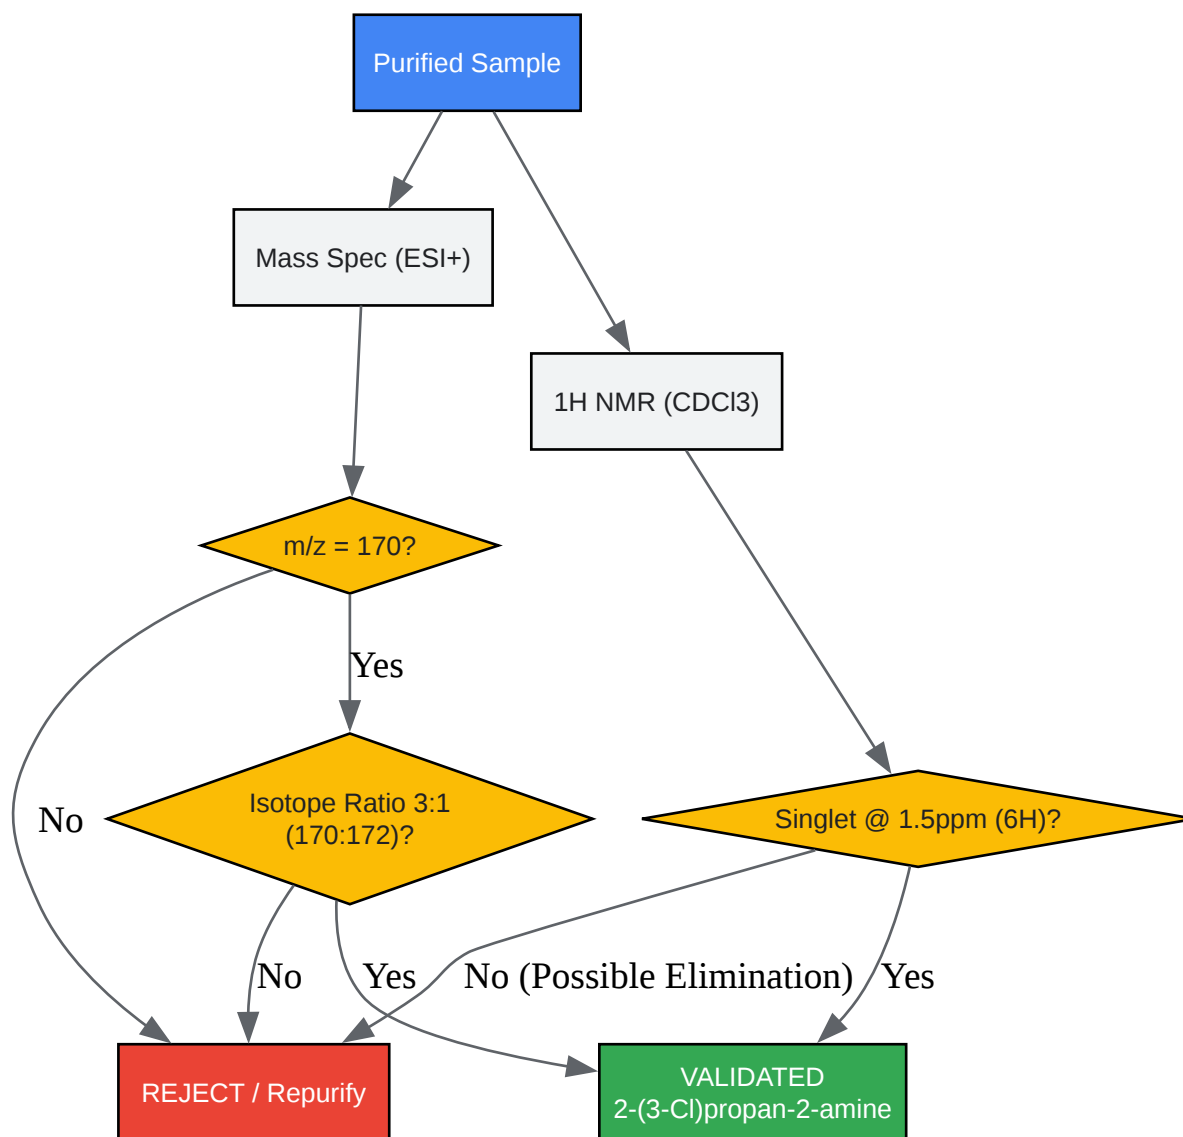 Purified Sample
Mass Spec (ESI+)
1H NMR (CDCl3)
m/z = 170?
Yes
Isotope Ratio 3:1
(170:172)?
Singlet @ 1.5ppm (6H)?
No
No
Yes
No (Possible Elimination)
Yes
REJECT / Repurify
VALIDATED
2-(3-Cl)propan-2-amine